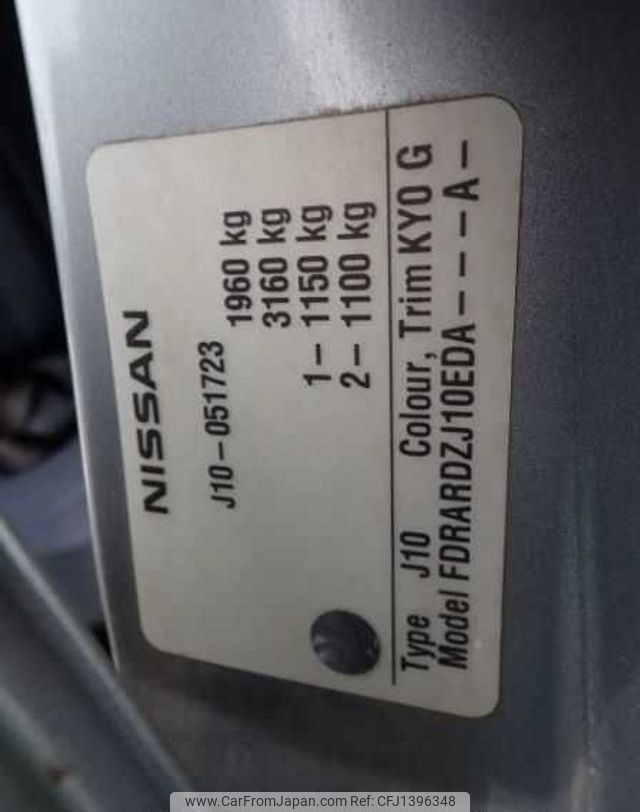 NISSAN
J10-051723
1960 kg
3160 kg
1- 1150 kg
2- 1100 kg
Type J10 Colour, Trim KY0 G
Model FDRARDZJ10EDA----A-
www.CarFromJapan.com Ref: CFJ1396348